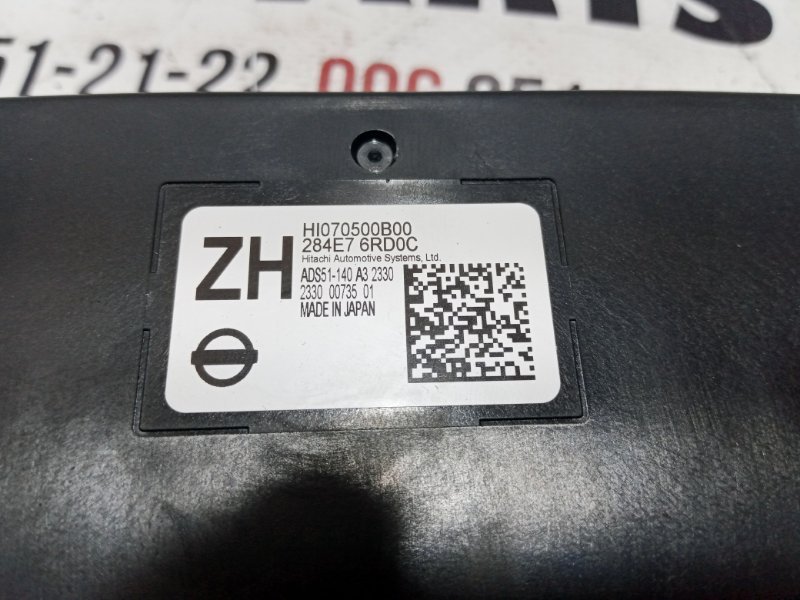 51-21-22
HI070500B00
284E7 6RD0C
Hitachi Automotive Systems, Ltd.
ZH
ADS51-140 A3 2330
2330 00735 01
MADE IN JAPAN